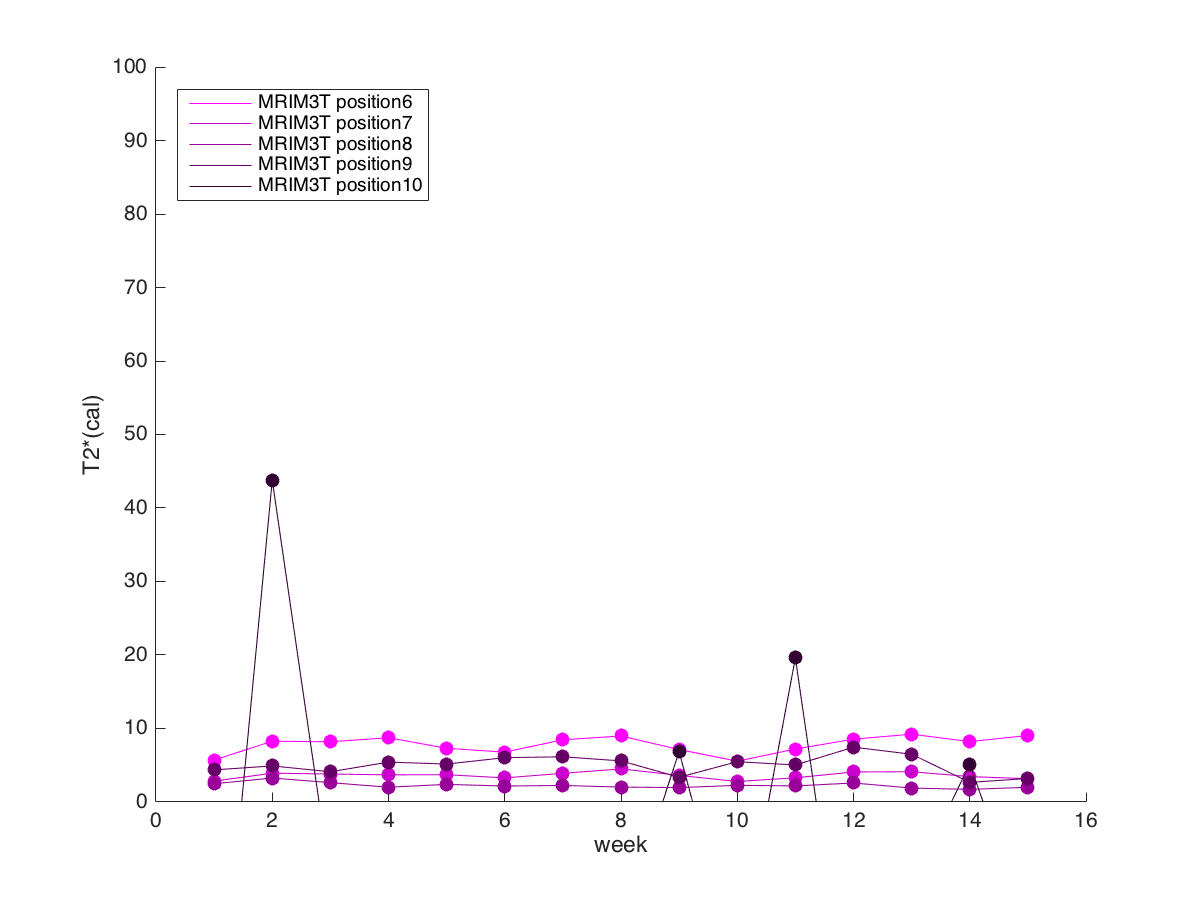 100
90
80
70
60
50
40
30
20
10
0
MRIM3T position6
MRIM3T position7
MRIM3T position8
MRIM3T position9
MRIM3T position10
T2*(cal)
0 2 4 6 8 10 12 14 16
week